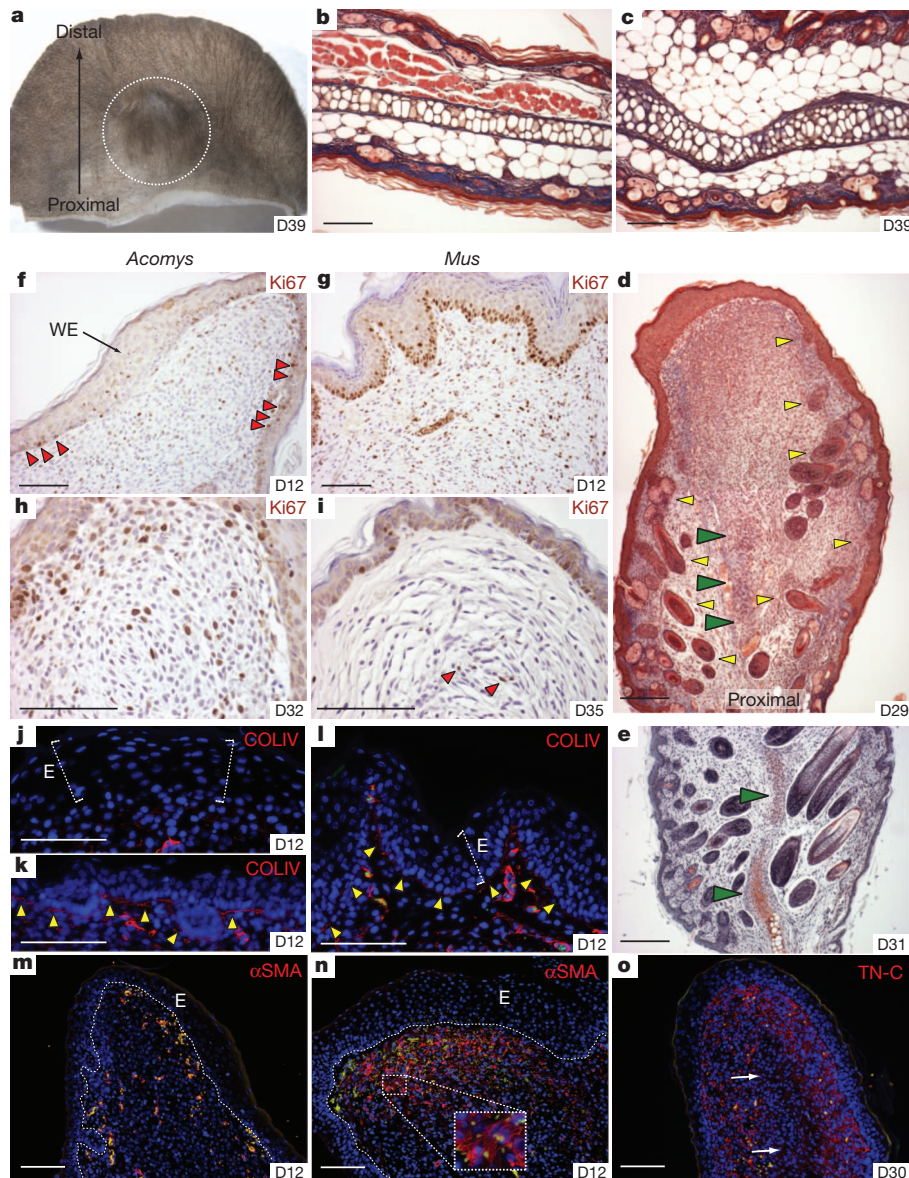 a
Distal
Proximal
D39
b
c
D39
Acomys
Mus
f
Ki67
WE
D12
g
Ki67
D12
d
Proximal
D29
h
Ki67
D32
i
Ki67
D35
j
COLIV
E
D12
k
COLIV
D12
l
COLIV
E
D12
e
D31
m
αSMA
E
D12
n
αSMA
E
D12
o
TN-C
D30